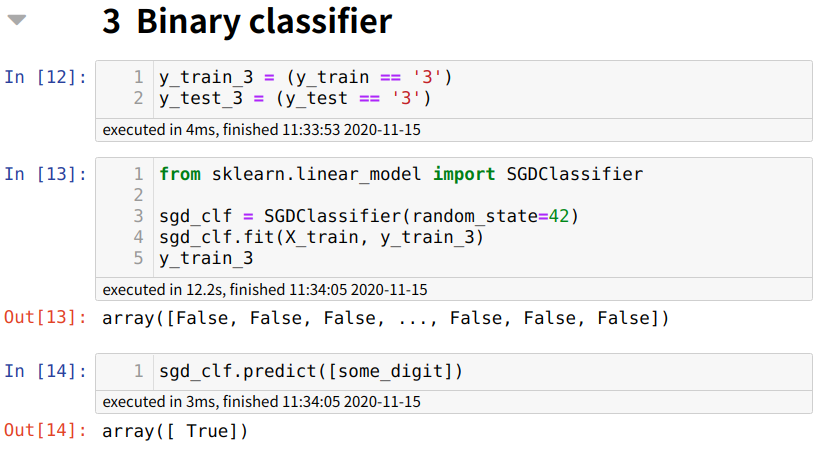 3 Binary classifier
In [12]:
1 y_train_3 = (y_train == '3')
2 y_test_3 = (y_test == '3')
executed in 4ms, finished 11:33:53 2020-11-15
In [13]:
1 from sklearn.linear_model import SGDClassifier
2
3 sgd_clf = SGDClassifier(random_state=42)
4 sgd_clf.fit(X_train, y_train_3)
5 y_train_3
executed in 12.2s, finished 11:34:05 2020-11-15
Out[13]: array([False, False, False, ..., False, False, False])
In [14]:
1 sgd_clf.predict([some_digit])
executed in 3ms, finished 11:34:05 2020-11-15
Out[14]: array([ True])